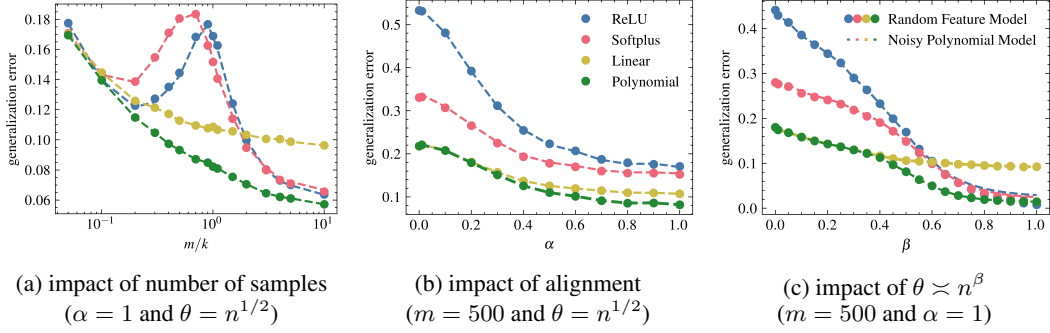 generalization error
0.18
0.16
0.14
0.12
0.10
0.08
0.06
10⁻¹
10⁰
10¹
m/k
(a) impact of number of samples
(α = 1 and θ = n^{1/2})
generalization error
0.5
0.4
0.3
0.2
0.1
ReLU
Softplus
Linear
Polynomial
0.0 0.2 0.4 0.6 0.8 1.0
α
(b) impact of alignment
(m = 500 and θ = n^{1/2})
generalization error
0.4
0.3
0.2
0.1
0.0
Random Feature Model
Noisy Polynomial Model
0.0 0.2 0.4 0.6 0.8 1.0
β
(c) impact of θ ≍ n^β
(m = 500 and α = 1)